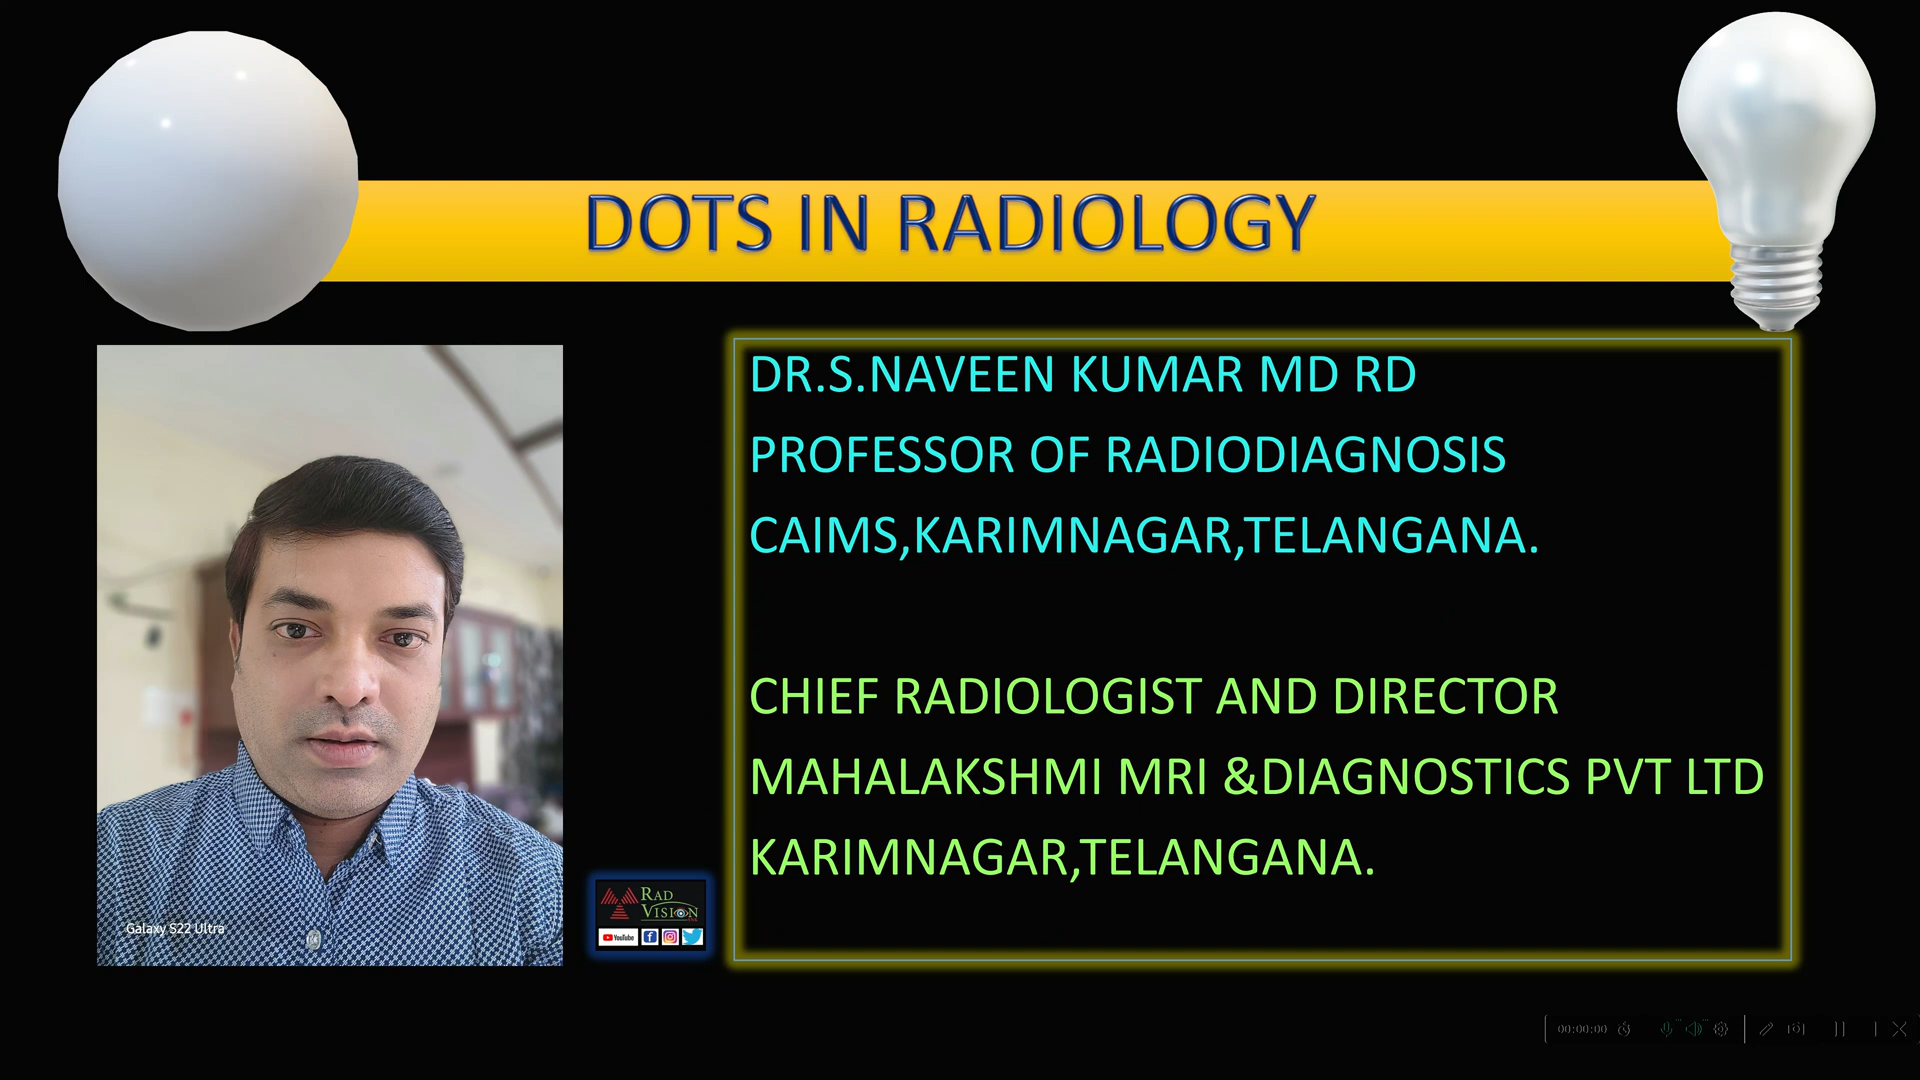 DOTS IN RADIOLOGY
DR.S.NAVEEN KUMAR MD RD
PROFESSOR OF RADIODIAGNOSIS
CAIMS,KARIMNAGAR,TELANGANA.
CHIEF RADIOLOGIST AND DIRECTOR
MAHALAKSHMI MRI &DIAGNOSTICS PVT LTD
KARIMNAGAR,TELANGANA.
Galaxy S22 Ultra
RAD
VISION
YouTube
00:00:00